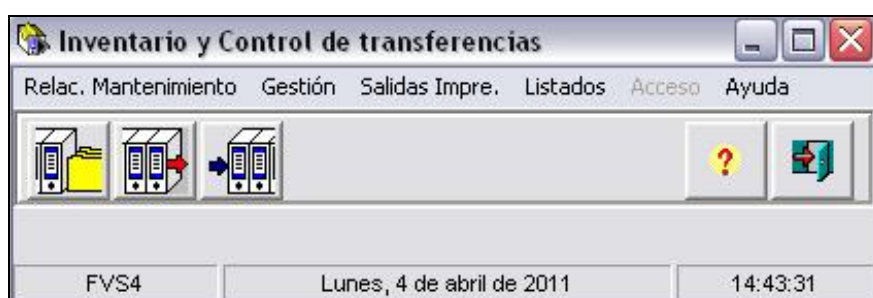 Inventario y Control de transferencias
Relac. Mantenimiento Gestión Salidas Impre. Listados Acceso Ayuda
?
FVS4 Lunes, 4 de abril de 2011 14:43:31